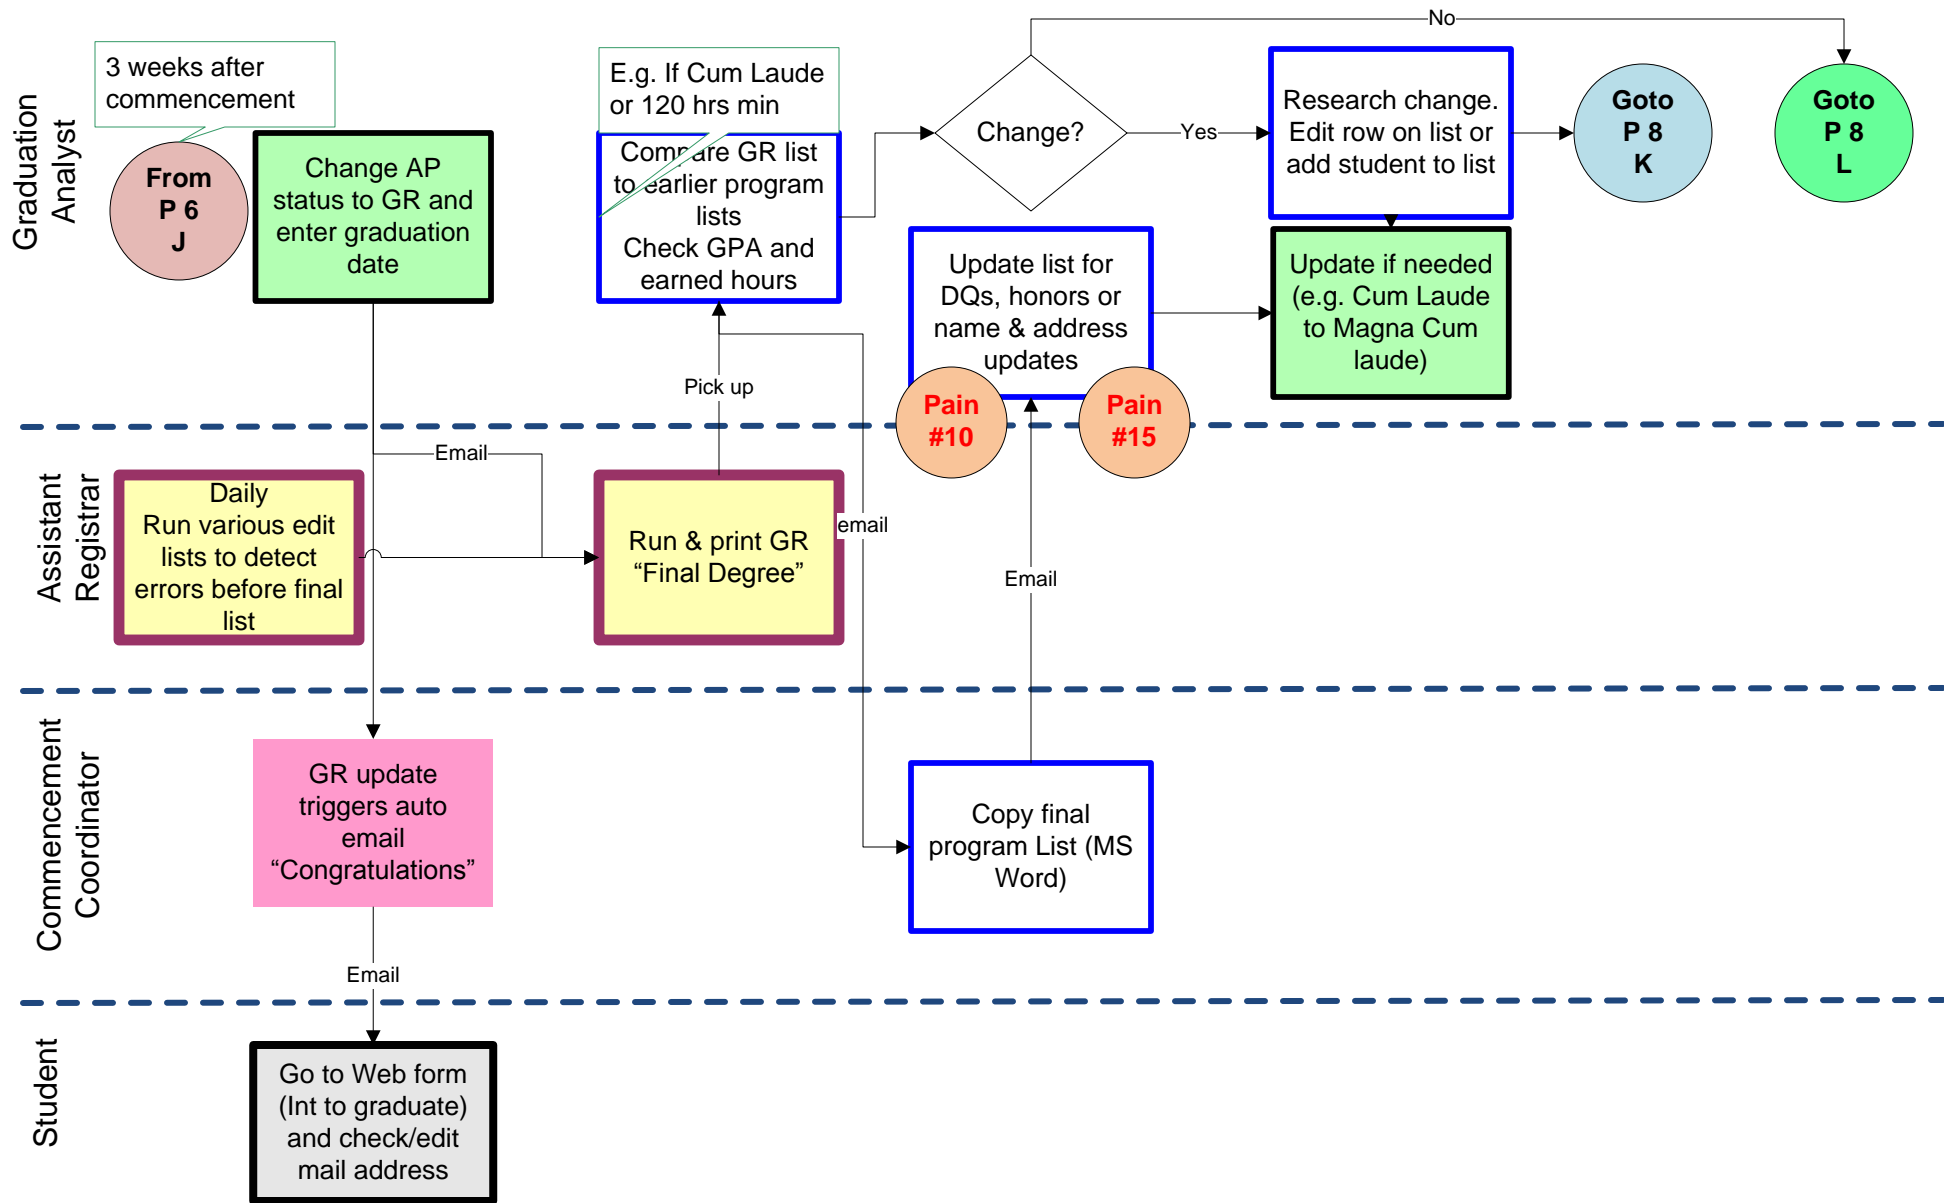 No
3 weeks after
commencement
E.g. If Cum Laude
or 120 hrs min
Graduation
Analyst
From
P 6
J
Change AP
status to GR and
enter graduation
date
Compare GR list
to earlier program
lists
Check GPA and
earned hours
Change?
Yes
Research change.
Edit row on list or
add student to list
Goto
P 8
K
Goto
P 8
L
Update list for
DQs, honors or
name & address
updates
Update if needed
(e.g. Cum Laude
to Magna Cum
laude)
Pick up
Pain
#10
Pain
#15
Email
Assistant
Registrar
Daily
Run various edit
lists to detect
errors before final
list
Run & print GR
“Final Degree”
email
Email
Commencement
Coordinator
GR update
triggers auto
email
“Congratulations”
Copy final
program List (MS
Word)
Email
Student
Go to Web form
(Int to graduate)
and check/edit
mail address